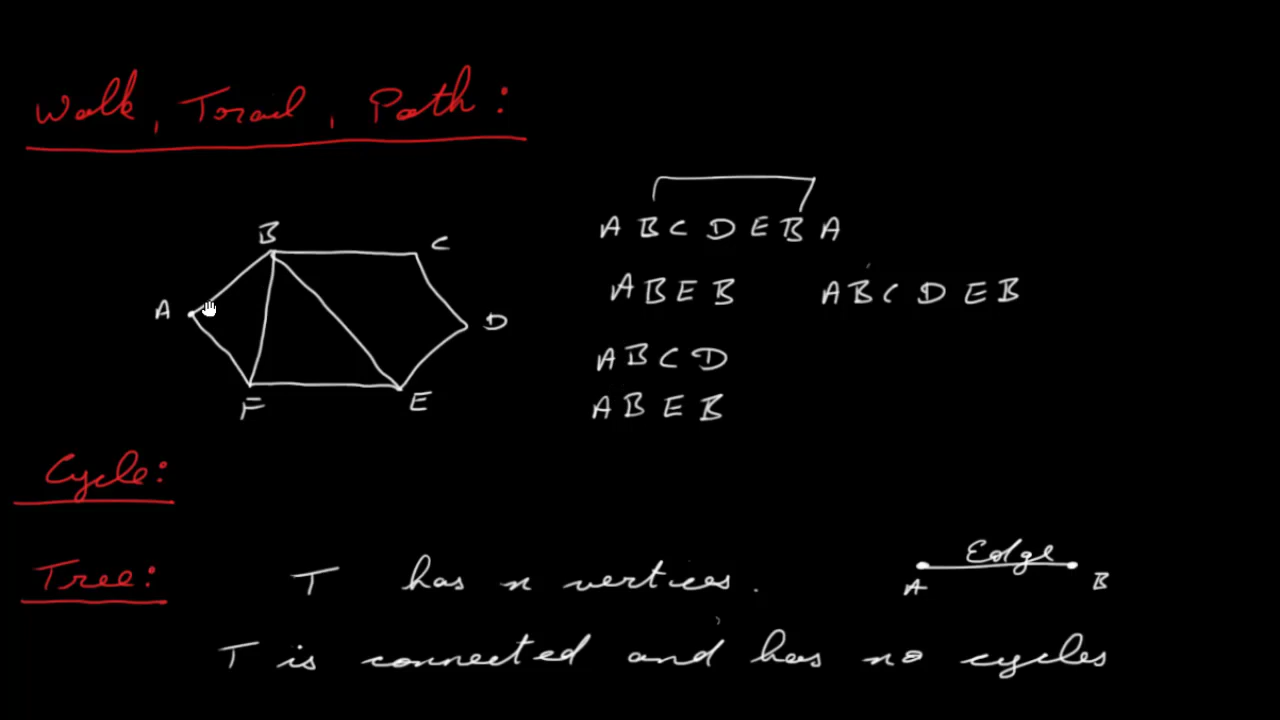 Walk, Trail, Path:
A B C D E B A
B
C
A B E B    A B C D E B
A
D
A B C D
F
E
A B E B
Cycle:
Edge
A
B
Tree: T has n vertices.
T is connected and has no cycles